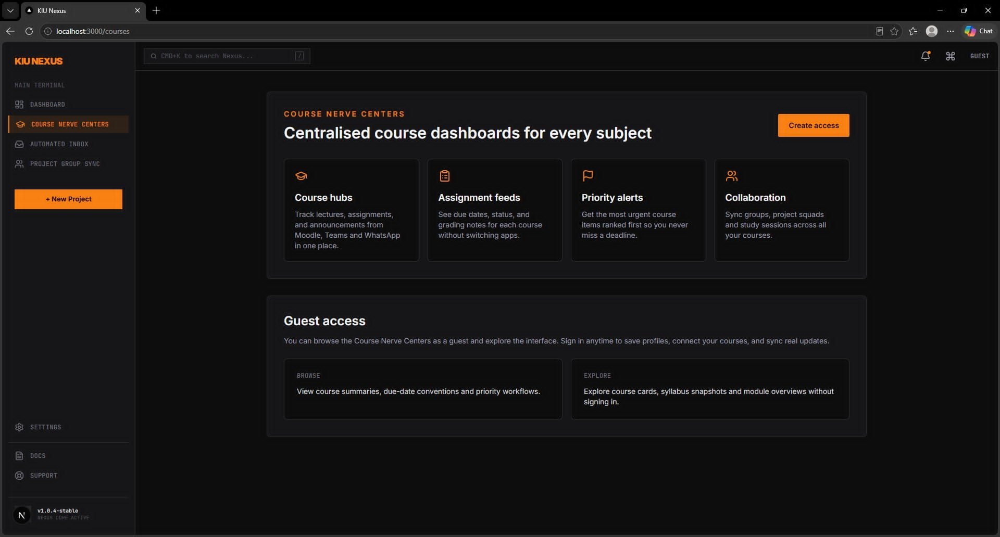 KIU Nexus
localhost:3000/courses
Chat
KIU NEXUS
CMD+K to search Nexus...
/
GUEST
MAIN TERMINAL
DASHBOARD
COURSE NERVE CENTERS
AUTOMATED INBOX
PROJECT GROUP SYNC
+ New Project
COURSE NERVE CENTERS
Centralised course dashboards for every subject
Create access
Course hubs
Track lectures, assignments,
and announcements from
Moodle, Teams and WhatsApp
in one place.
Assignment feeds
See due dates, status, and
grading notes for each course
without switching apps.
Priority alerts
Get the most urgent course
items ranked first so you never
miss a deadline.
Collaboration
Sync groups, project squads
and study sessions across all
your courses.
Guest access
You can browse the Course Nerve Centers as a guest and explore the interface. Sign in anytime to save profiles, connect your courses, and sync real updates.
BROWSE
View course summaries, due-date conventions and priority workflows.
EXPLORE
Explore course cards, syllabus snapshots and module overviews without
signing in.
SETTINGS
DOCS
SUPPORT
N
v1.0.4-stable
NEXUS CORE ACTIVE